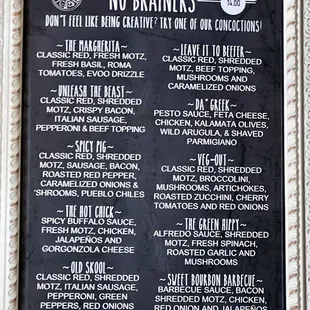 NO BRAINERS
14.00
DON'T FEEL LIKE BEING CREATIVE? TRY ONE OF OUR CONCOCTIONS!
~THE MARGHERITA~
CLASSIC RED, FRESH MOTZ,
FRESH BASIL, ROMA
TOMATOES, EVOO DRIZZLE
~UNLEASH THE BEAST~
CLASSIC RED, SHREDDED
MOTZ, CRISPY BACON,
ITALIAN SAUSAGE,
PEPPERONI & BEEF TOPPING
~SPICY PIG~
CLASSIC RED, SHREDDED
MOTZ, SAUSAGE, BACON,
ROASTED RED PEPPER,
CARAMELIZED ONIONS &
'SHROOMS, PUEBLO CHILES
~THE HOT CHICK~
SPICY BUFFALO SAUCE,
FRESH MOTZ, CHICKEN,
JALAPEÑOS AND
GORGONZOLA CHEESE
~OLD SKOOL~
CLASSIC RED, SHREDDED
MOTZ, ITALIAN SAUSAGE,
PEPPERONI, GREEN
PEPPERS, RED ONIONS
~LEAVE IT TO BEEFER~
CLASSIC RED, SHREDDED
MOTZ, BEEF TOPPING,
MUSHROOMS AND
CARAMELIZED ONIONS
~DA" GREEK~
PESTO SAUCE, FETA CHEESE,
CHICKEN, KALAMATA OLIVES,
WILD ARUGULA, & SHAVED
PARMIGIANO
~VEG-OUT~
CLASSIC RED, SHREDDED
MOTZ, BROCCOLINI,
MUSHROOMS, ARTICHOKES,
ROASTED ZUCCHINI, CHERRY
TOMATOES AND RED ONIONS
~THE GREEN HIPPY~
ALFREDO SAUCE, SHREDDED
MOTZ, FRESH SPINACH,
ROASTED GARLIC AND
MUSHROOMS
~SWEET BOURBON BARBECUE~
BARBECUE SAUCE, BACON
SHREDDED MOTZ, CHICKEN,
RED ONION AND JALAPEÑOS